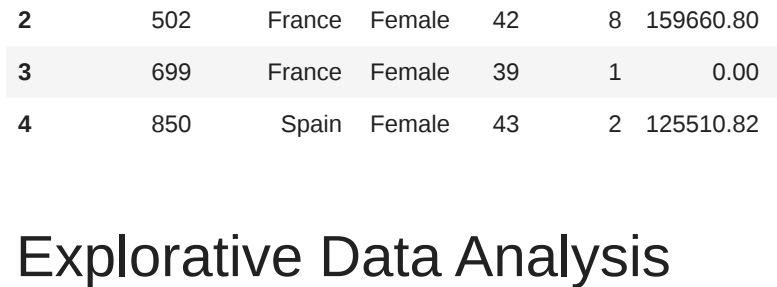 2 502 France Female 42 8 159660.80
3 699 France Female 39 1 0.00
4 850 Spain Female 43 2 125510.82
Explorative Data Analysis